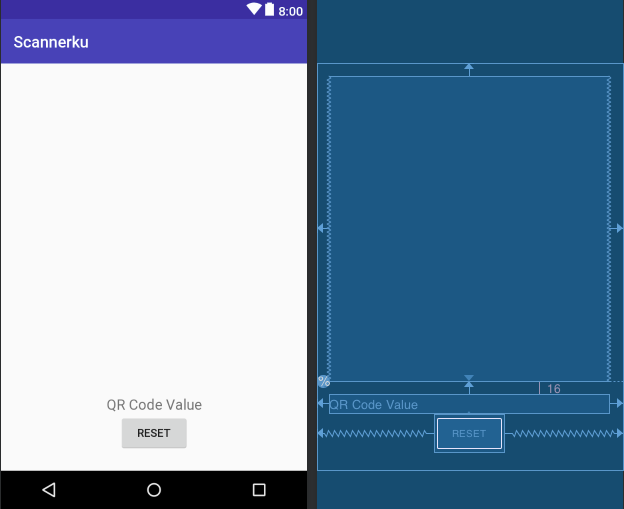 8:00
Scannerku
QR Code Value
RESET
%
16
QR Code Value
RESET